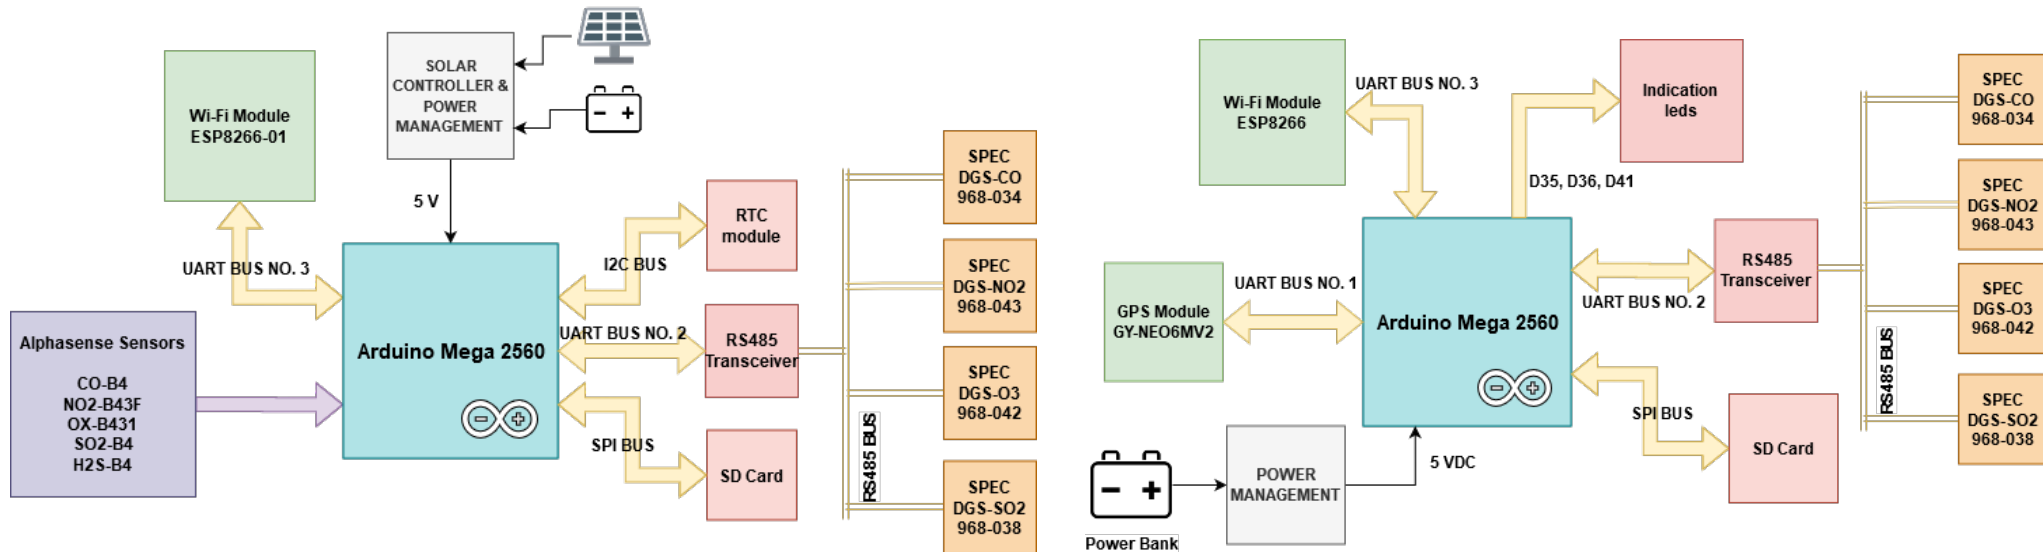 SOLAR
CONTROLLER &
POWER
MANAGEMENT
Wi-Fi Module
ESP8266-01
5 V
UART BUS NO. 3
Alphasense Sensors
CO-B4
NO2-B43F
OX-B431
SO2-B4
H2S-B4
Arduino Mega 2560
I2C BUS
RTC
module
UART BUS NO. 2
RS485
Transceiver
SPI BUS
SD Card
RS485 BUS
SPEC
DGS-CO
968-034
SPEC
DGS-NO2
968-043
SPEC
DGS-O3
968-042
SPEC
DGS-SO2
968-038
Wi-Fi Module
ESP8266
UART BUS NO. 3
Indication
leds
D35, D36, D41
GPS Module
GY-NEO6MV2
UART BUS NO. 1
Arduino Mega 2560
UART BUS NO. 2
RS485
Transceiver
SPI BUS
SD Card
5 VDC
POWER
MANAGEMENT
Power Bank
RS485 BUS
SPEC
DGS-CO
968-034
SPEC
DGS-NO2
968-043
SPEC
DGS-O3
968-042
SPEC
DGS-SO2
968-038